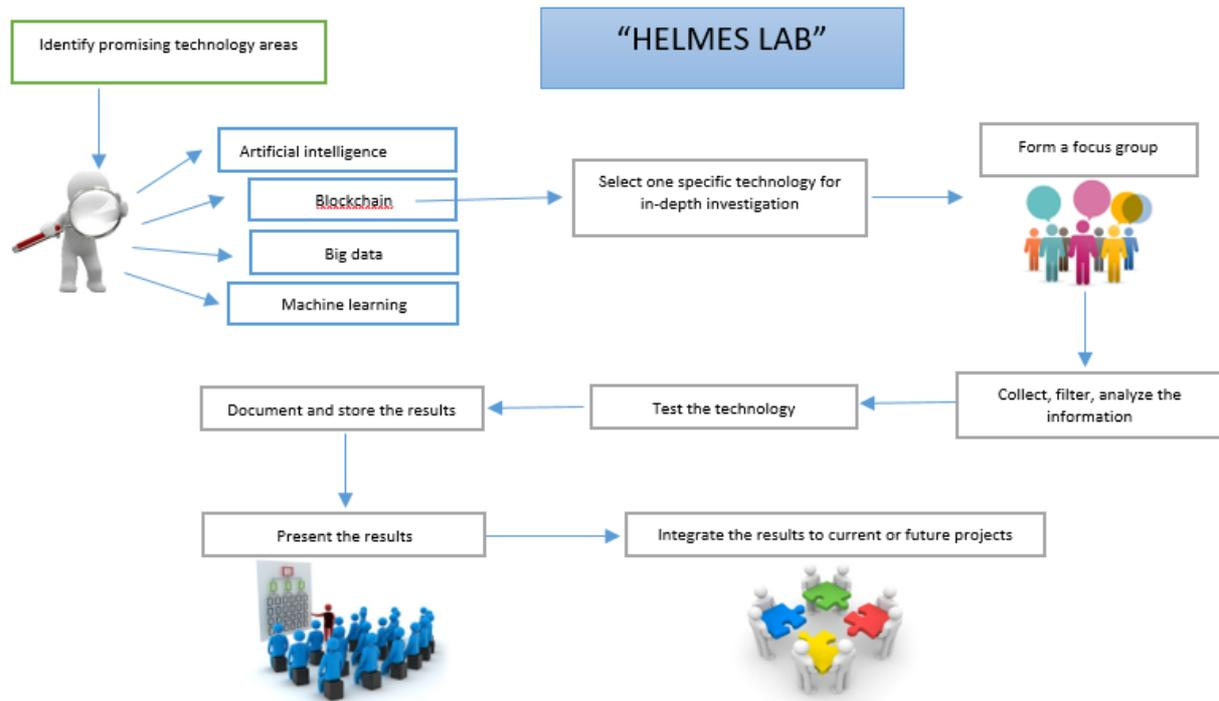 Identify promising technology areas
“HELMES LAB”
Artificial intelligence
Blockchain
Big data
Machine learning
Select one specific technology for
in-depth investigation
Form a focus group
Collect, filter, analyze the
information
Test the technology
Document and store the results
Present the results
Integrate the results to current or future projects